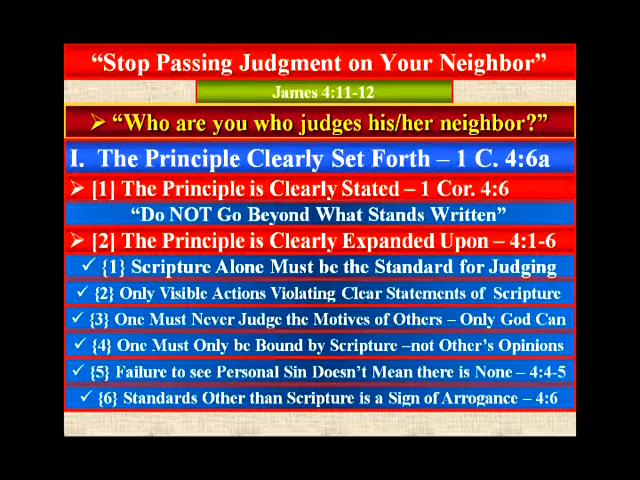 “Stop Passing Judgment on Your Neighbor”
James 4:11-12
➢ “Who are you who judges his/her neighbor?”
I. The Principle Clearly Set Forth – 1 C. 4:6a
➢ [1] The Principle is Clearly Stated – 1 Cor. 4:6
“Do NOT Go Beyond What Stands Written”
➢ [2] The Principle is Clearly Expanded Upon – 4:1-6
✓ {1} Scripture Alone Must be the Standard for Judging
✓ {2} Only Visible Actions Violating Clear Statements of Scripture
✓ {3} One Must Never Judge the Motives of Others – Only God Can
✓ {4} One Must Only be Bound by Scripture –not Other’s Opinions
✓ {5} Failure to see Personal Sin Doesn’t Mean there is None – 4:4-5
✓ {6} Standards Other than Scripture is a Sign of Arrogance – 4:6